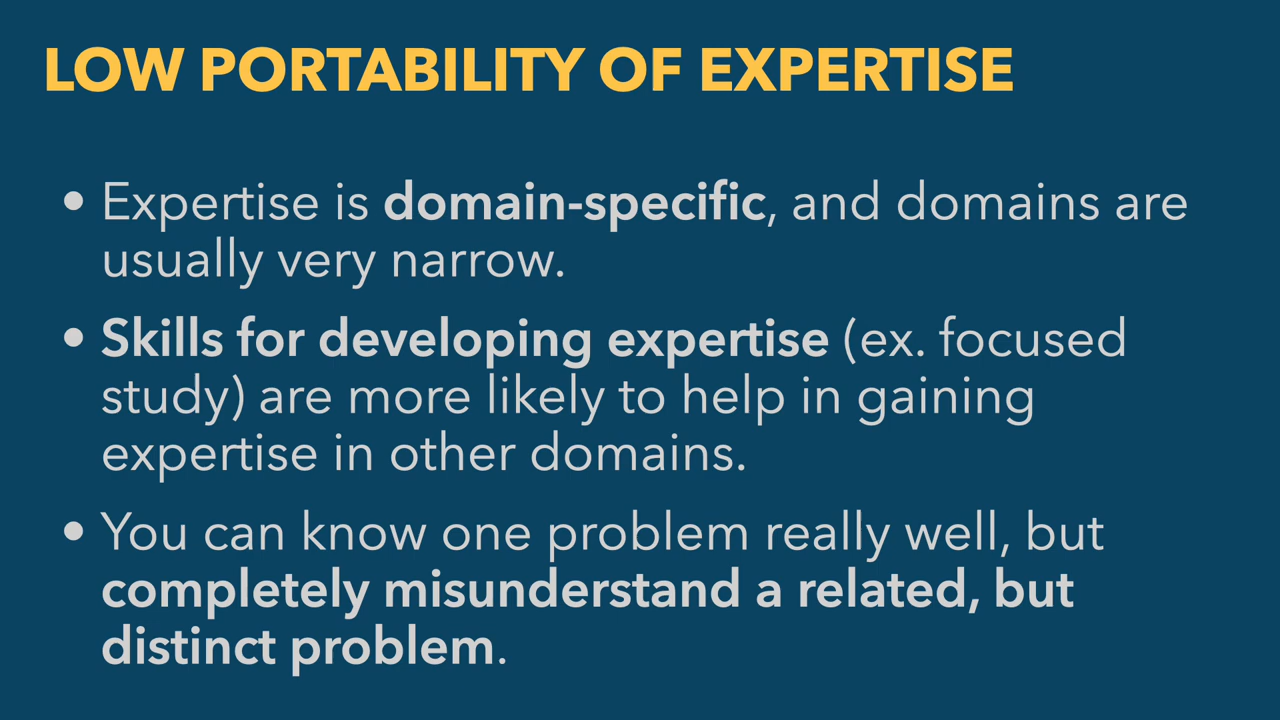 LOW PORTABILITY OF EXPERTISE
• Expertise is domain-specific, and domains are
usually very narrow.
• Skills for developing expertise (ex. focused
study) are more likely to help in gaining
expertise in other domains.
• You can know one problem really well, but
completely misunderstand a related, but
distinct problem.